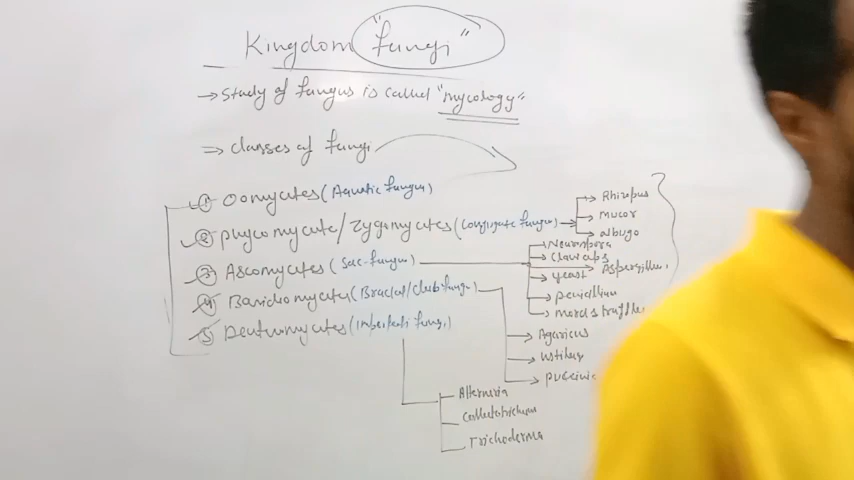 Kingdom "fungi"
→ Study of fungus is called "mycology"
⇒ classes of fungi
① Oomycetes (Aquatic fungus)
② Phycomycete/Zygomycetes (conjugate fungus) → Rhizopus
→ mucor
→ albugo
③ Ascomycetes (Sac-fungus)
Neurospora
→ Claviceps
→ Aspergillus
→ yeast
→ penicillium
→ morels truffle
④ Basidiomycetes (Bracket/club fungi)
→ Agaricus
→ ustilago
→ puccinia
⑤ Deutromycetes (imperfect fungi)
Alternaria
Colletotrichum
Trichoderma